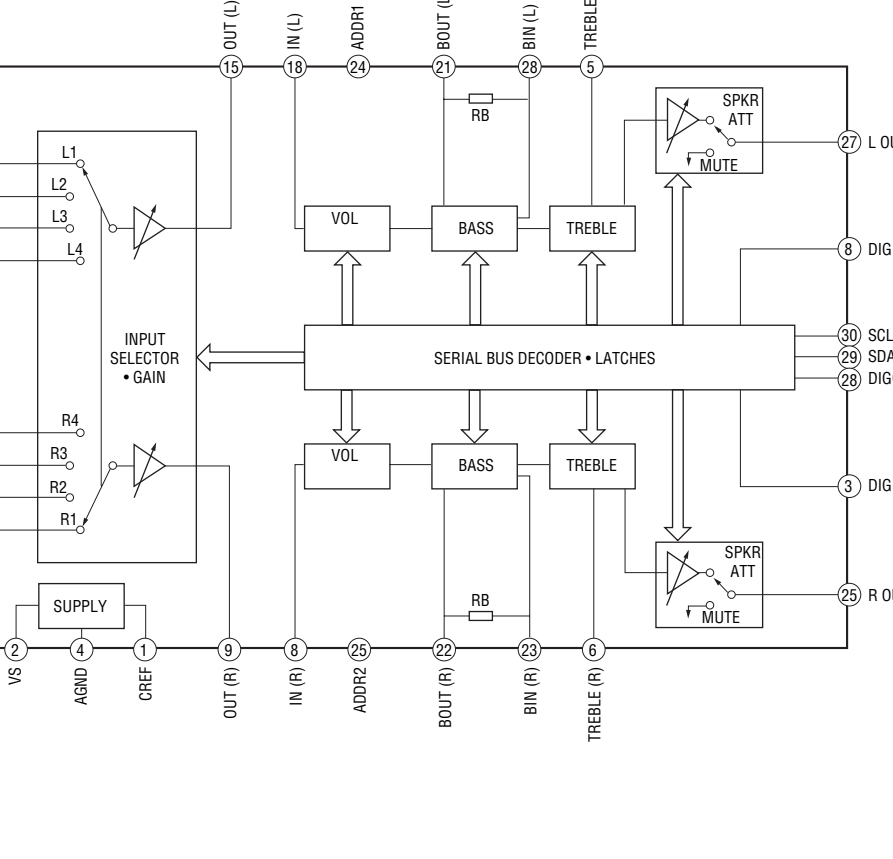 OUT (L)
IN (L)
ADDR1
BOUT (L
BIN (L)
TREBLE
15
18
24
21
28
5
RB
SPKR
ATT
MUTE
27
L OU
L1
L2
L3
L4
VOL
BASS
TREBLE
8
DIG
INPUT
SELECTOR
• GAIN
SERIAL BUS DECODER • LATCHES
30
SCL
29
SDA
28
DIG
R4
R3
R2
R1
VOL
BASS
TREBLE
3
DIG
SPKR
ATT
MUTE
25
R O
SUPPLY
RB
2
4
1
9
8
25
22
23
6
VS
AGND
CREF
OUT (R)
IN (R)
ADDR2
BOUT (R)
BIN (R)
TREBLE (R)